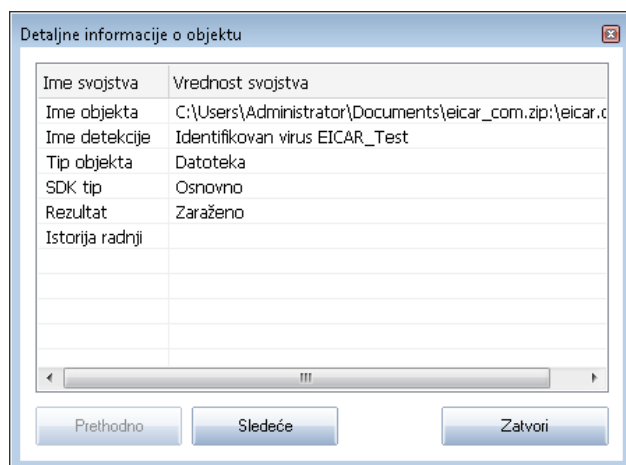 Detaljne informacije o objektu
Ime svojstva Vrednost svojstva
Ime objekta C:\Users\Administrator\Documents\eicar_com.zip:\eicar.c
Ime detekcije Identifikovan virus EICAR_Test
Tip objekta Datoteka
SDK tip Osnovno
Rezultat Zaraženo
Istorija radnji
Prethodno Sledeće Zatvori